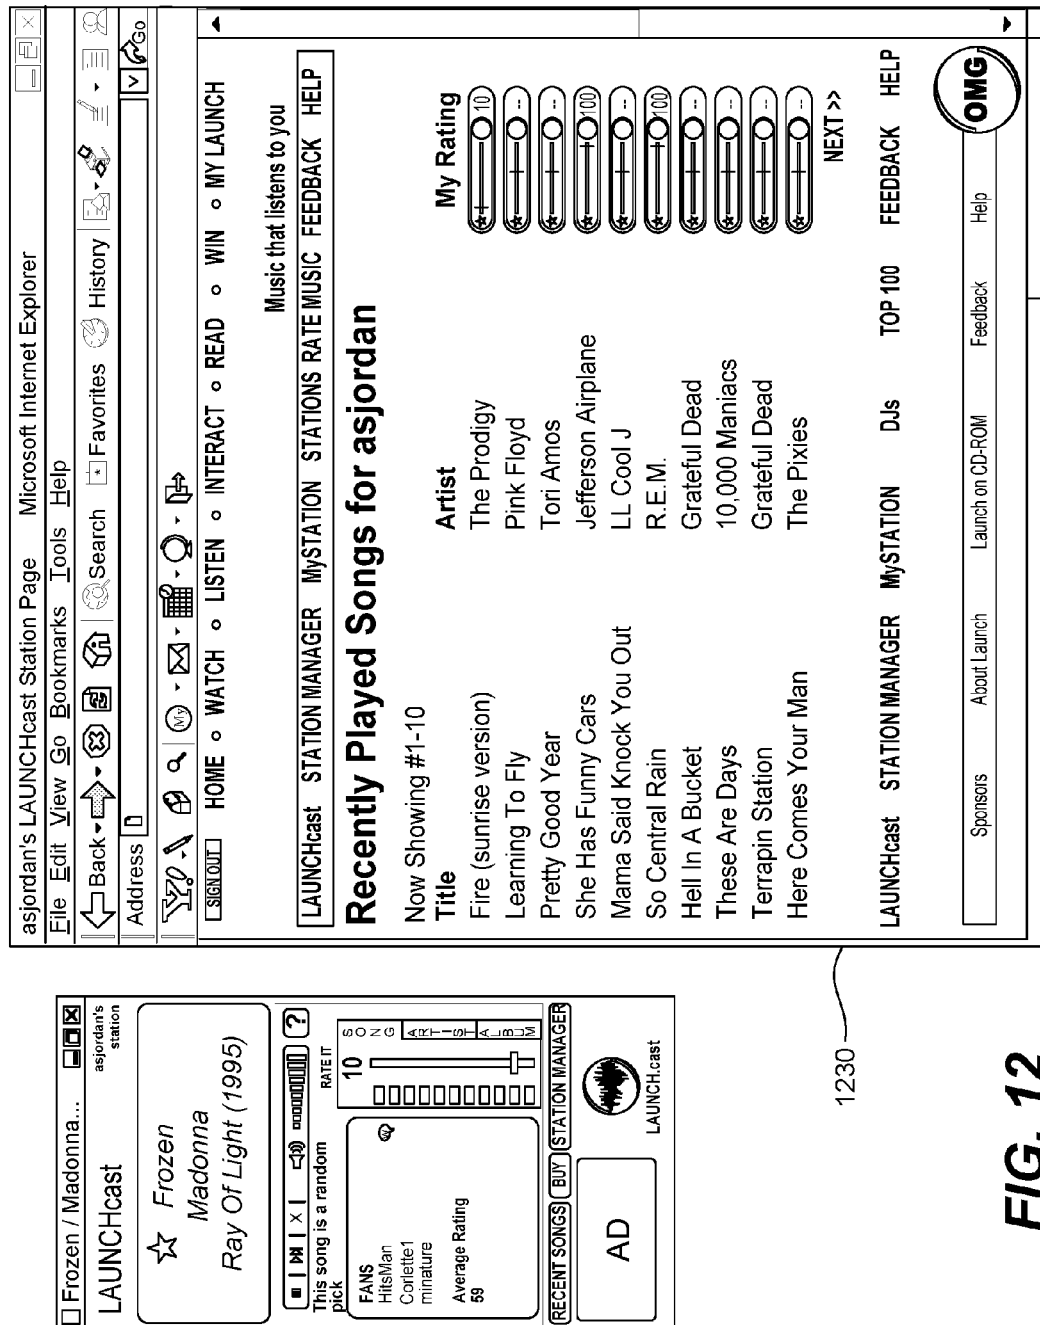 Frozen / Madonna...
LAUNCHcast
asjordan's
station
Frozen
Madonna
Ray Of Light (1995)
This song is a random
pick
?
RATE IT
FANS
HitsMan
Corlette1
minature
Average Rating
59
10
SONG
ARTIST
ALBUM
RECENT SONGS BUY STATION MANAGER
AD
LAUNCH.cast
asjordan's LAUNCHcast Station Page Microsoft Internet Explorer
File Edit View Go Bookmarks Tools Help
Back Search Favorites History
Address Go
Y! My
SIGN OUT HOME WATCH LISTEN INTERACT READ WIN MY LAUNCH
Music that listens to you
LAUNCHcast STATION MANAGER MySTATION STATIONS RATE MUSIC FEEDBACK HELP
Recently Played Songs for asjordan
Now Showing #1-10
Title Artist My Rating
Fire (sunrise version) The Prodigy 10
Learning To Fly Pink Floyd --
Pretty Good Year Tori Amos --
She Has Funny Cars Jefferson Airplane 100
Mama Said Knock You Out LL Cool J --
So Central Rain R.E.M. 100
Hell In A Bucket Grateful Dead --
These Are Days 10,000 Maniacs --
Terrapin Station Grateful Dead --
Here Comes Your Man The Pixies --
NEXT >>
LAUNCHcast STATION MANAGER MySTATION DJs TOP 100 FEEDBACK HELP
Sponsors About Launch Launch on CD-ROM Feedback Help
OMG
1230
FIG. 12